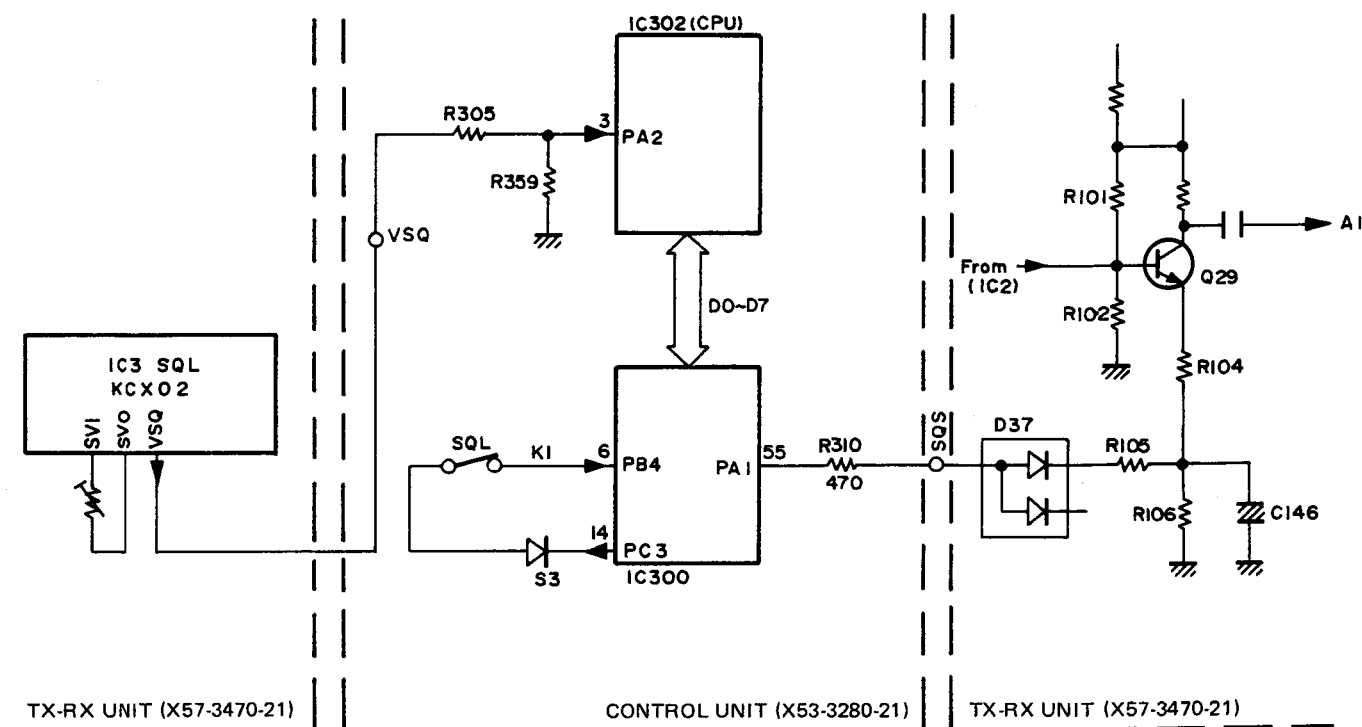 IC302(CPU)
R305
3
PA2
R359
VSQ
D0~D7
IC3 SQL
KCX02
SV1
SVO
VSQ
SQL
K1
6
PB4
PA1
55
R310
470
SQS
14
PC3
S3
IC300
R101
A1
From
(IC2)
Q29
R102
R104
D37
R105
R106
C146
TX-RX UNIT (X57-3470-21)
CONTROL UNIT (X53-3280-21)
TX-RX UNIT (X57-3470-21)